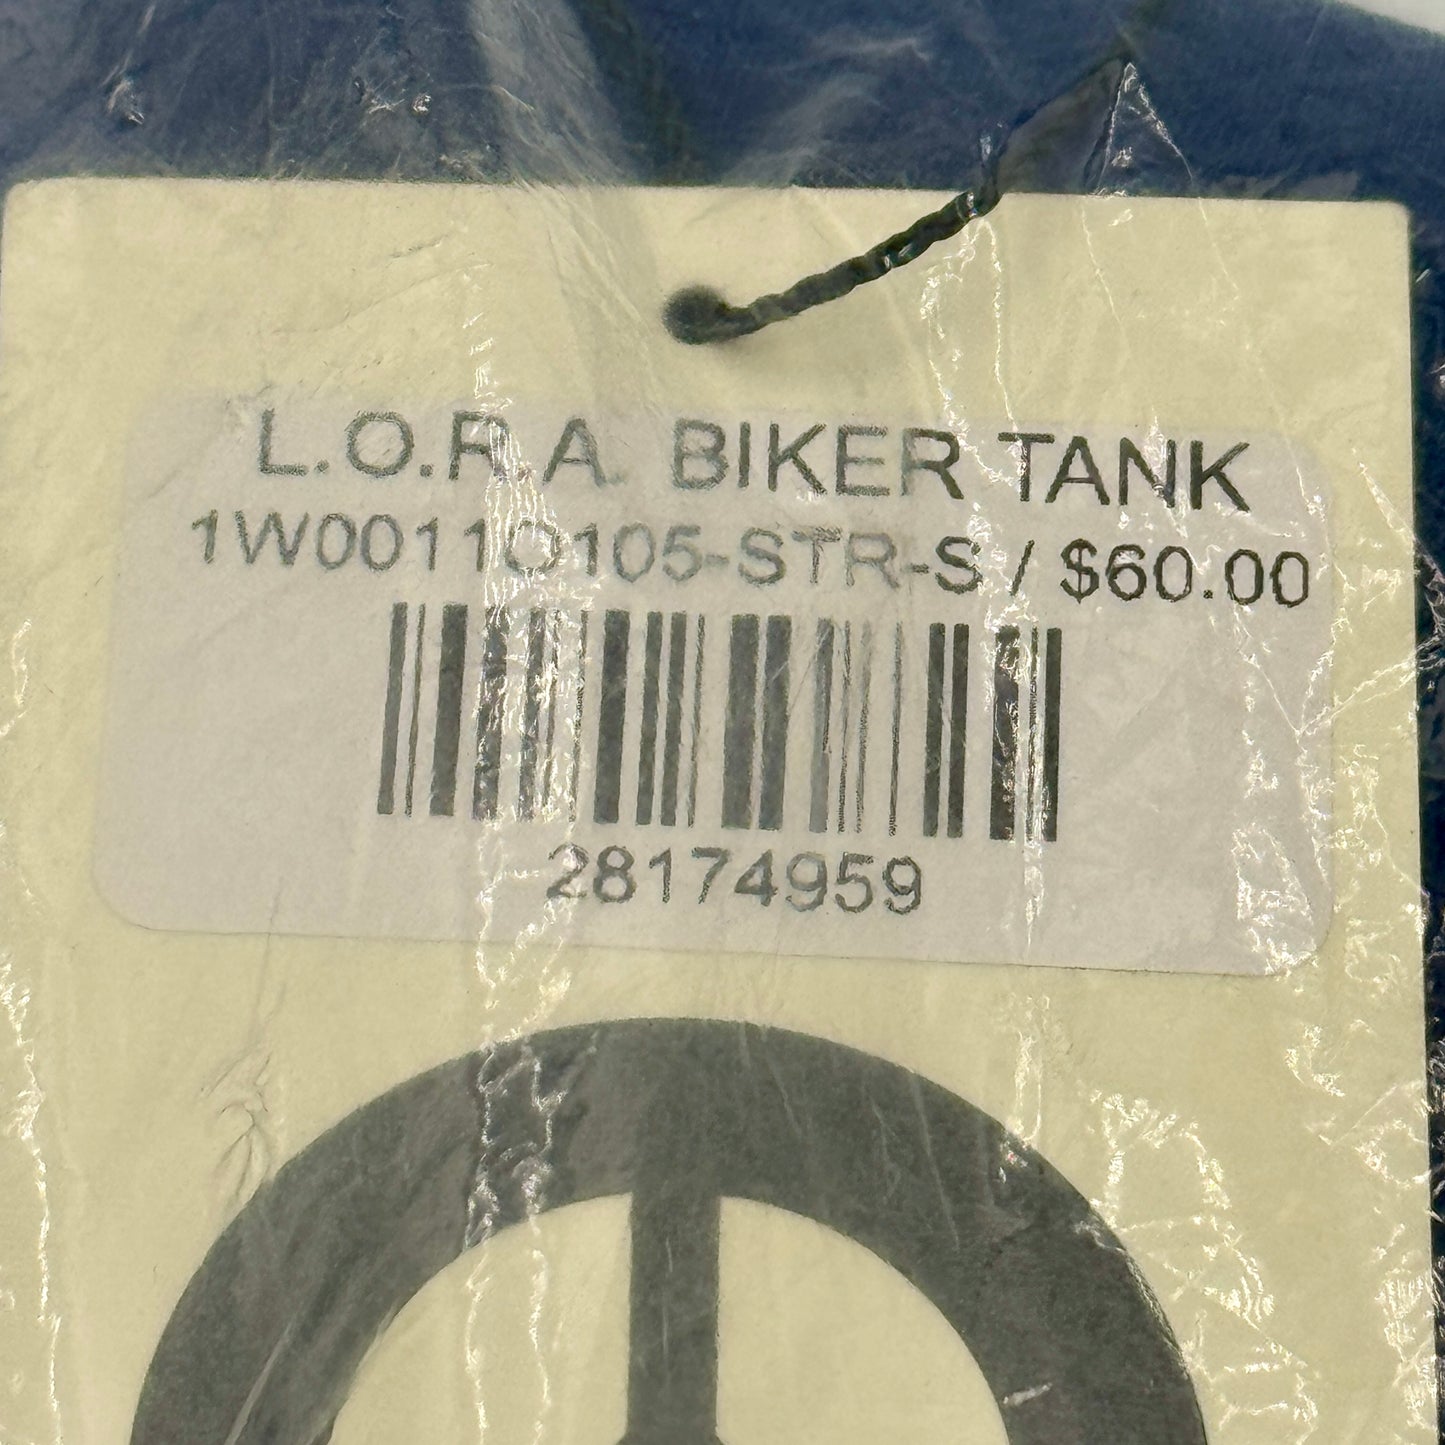 L.O.R.A. BIKER TANK
1W0011O105-STR-S / $60.00
28174959